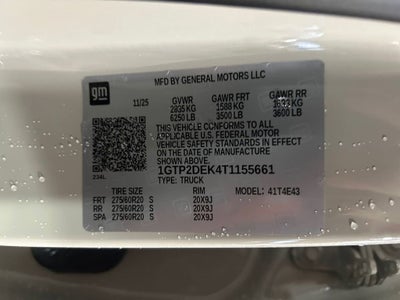 gm
MFD BY GENERAL MOTORS LLC
11/25 GVWR GAWR FRT GAWR RR
2835 KG 1588 KG 1633 KG
6250 LB 3500 LB 3600 LB
THIS VEHICLE CONFORMS TO ALL
APPLICABLE U.S. FEDERAL MOTOR
VEHICLE SAFETY STANDARDS IN EFFECT
ON THE DATE OF MANUFACTURE
SHOWN ABOVE.
1GTP2DEK4T1155661
234L TYPE: TRUCK
TIRE SIZE RIM MODEL: 41T4E43
FRT 275/60R20 S 20X9J
RR 275/60R20 S 20X9J
SPA 275/60R20 S 20X9J